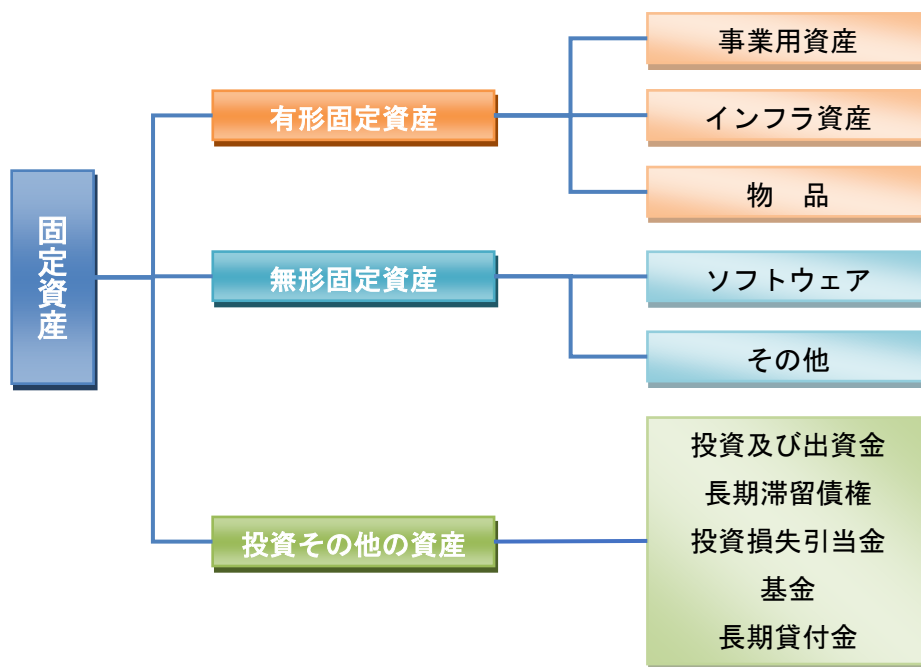 固定資産
有形固定資産
事業用資産
インフラ資産
物　品
無形固定資産
ソフトウェア
その他
投資その他の資産
投資及び出資金
長期滞留債権
投資損失引当金
基金
長期貸付金